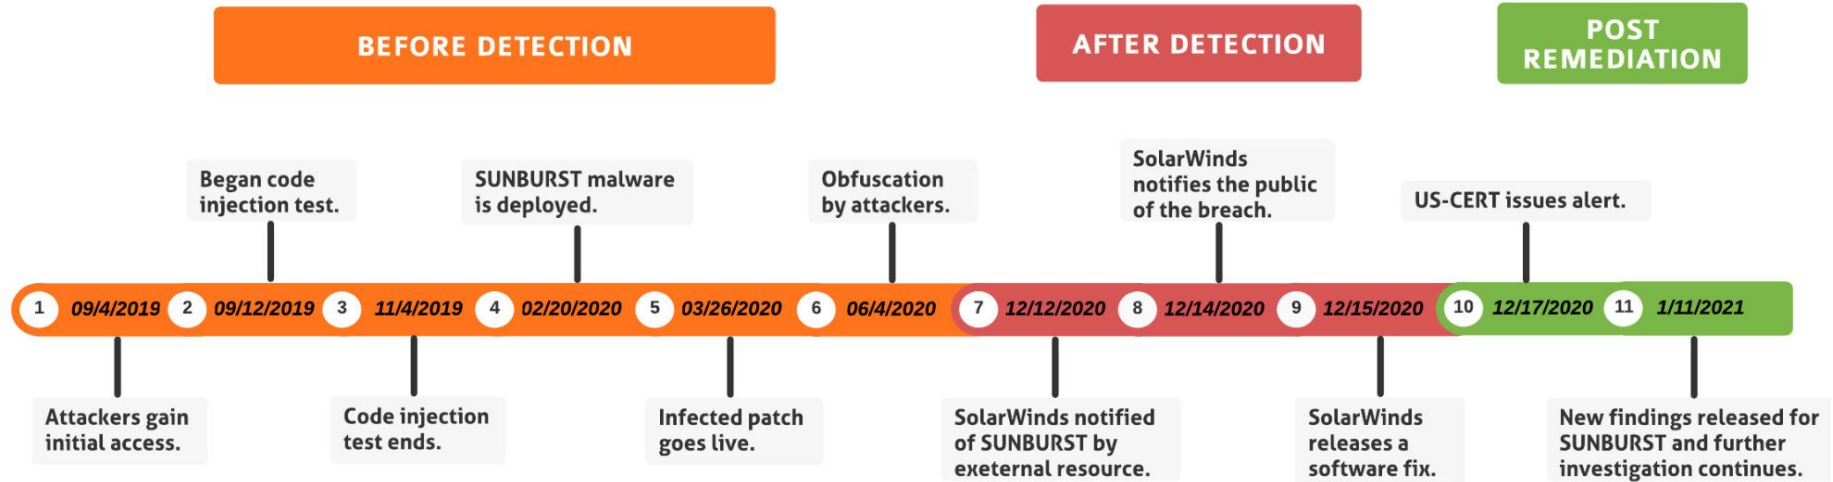 BEFORE DETECTION
AFTER DETECTION
POST
REMEDIATION
Began code
injection test.
SUNBURST malware
is deployed.
Obfuscation
by attackers.
SolarWinds
notifies the public
of the breach.
US-CERT issues alert.
1 09/4/2019 2 09/12/2019 3 11/4/2019 4 02/20/2020 5 03/26/2020 6 06/4/2020 7 12/12/2020 8 12/14/2020 9 12/15/2020 10 12/17/2020 11 1/11/2021
Attackers gain
initial access.
Code injection
test ends.
Infected patch
goes live.
SolarWinds notified
of SUNBURST by
exeternal resource.
SolarWinds
releases a
software fix.
New findings released for
SUNBURST and further
investigation continues.